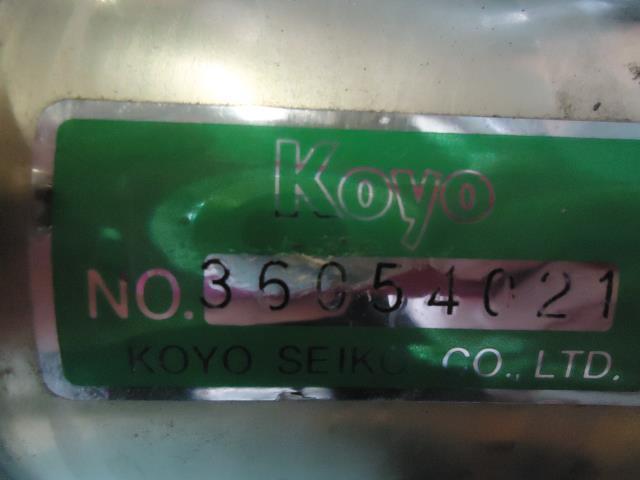 Koyo
NO. 36054021
KOYO SEIKO CO., LTD.